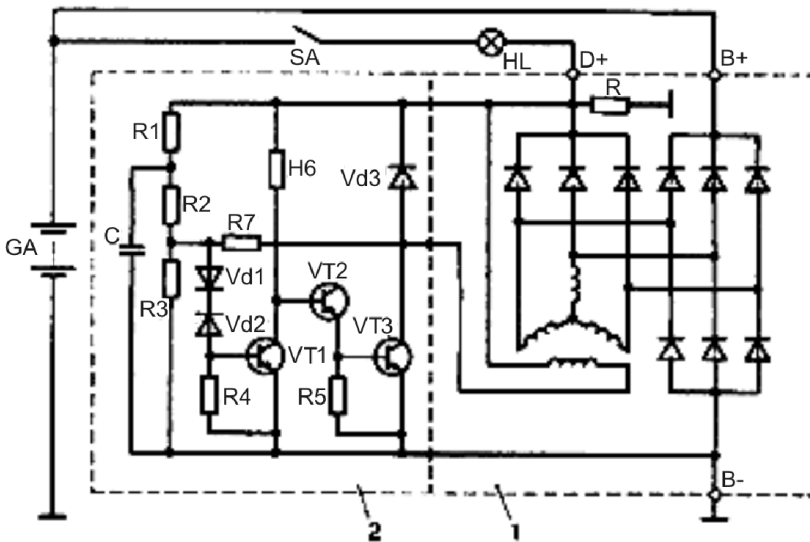 SA
HL
D+
B+
R
R1
H6
Vd3
R2
C
R7
GA
Vd1
VT2
R3
Vd2
VT3
VT1
R4
R5
B-
2
1